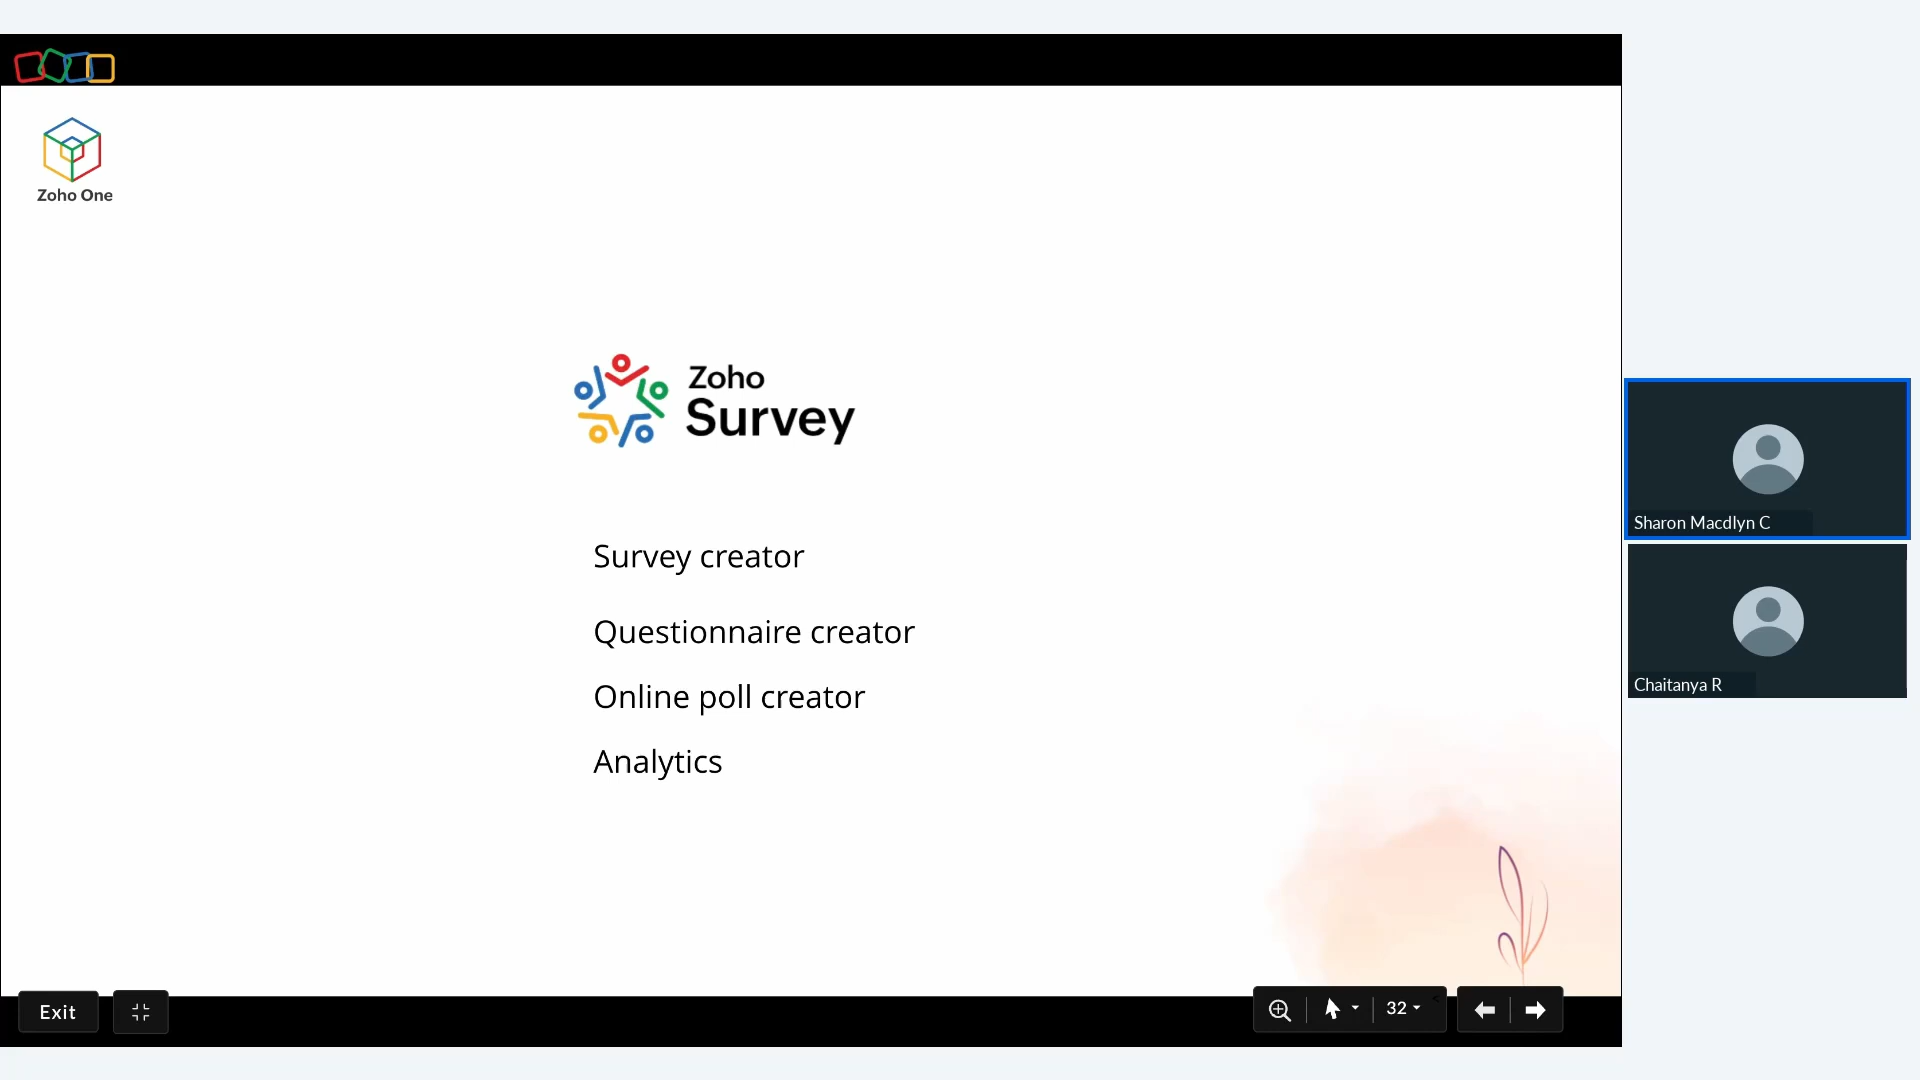 Zoho One
Zoho
Survey
Survey creator
Questionnaire creator
Online poll creator
Analytics
Sharon Macdlyn C
Chaitanya R
Exit
32